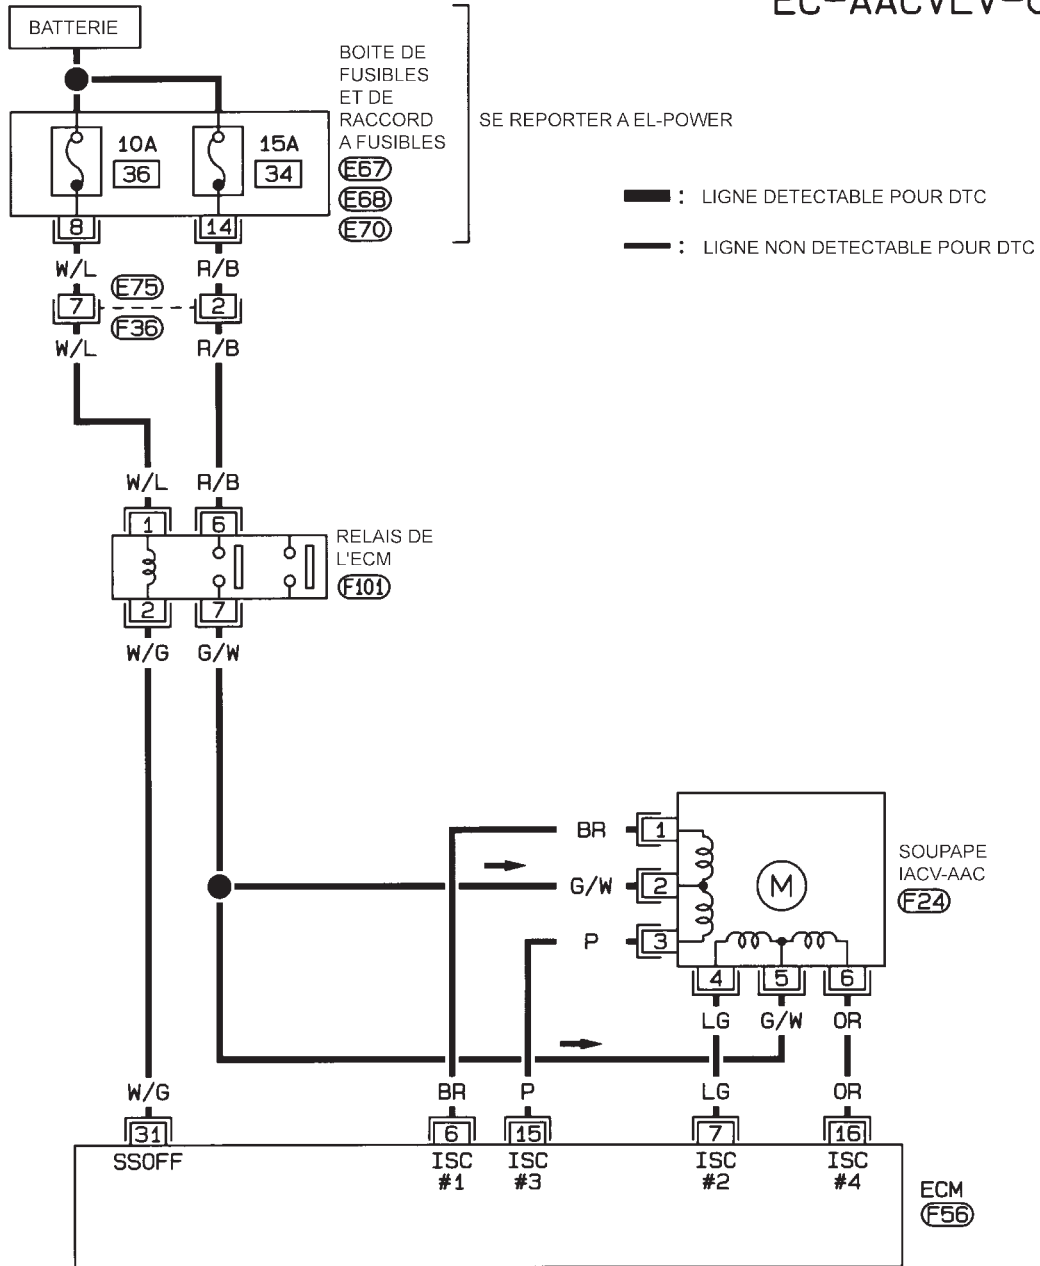 EC-AACVLV-0
BATTERIE
BOITE DE
FUSIBLES
ET DE
RACCORD
A FUSIBLES
E67
E68
E70
SE REPORTER A EL-POWER
10A
36
15A
34
: LIGNE DETECTABLE POUR DTC
: LIGNE NON DETECTABLE POUR DTC
8
14
W/L
R/B
E75
7
2
F36
W/L
R/B
W/L
R/B
1
6
RELAIS DE
L'ECM
F101
2
7
W/G
G/W
BR
1
G/W
2
P
3
M
SOUPAPE
IACV-AAC
F24
4
5
6
LG
G/W
OR
W/G
BR
P
LG
OR
31
6
15
7
16
SSOFF
ISC
#1
ISC
#3
ISC
#2
ISC
#4
ECM
F56